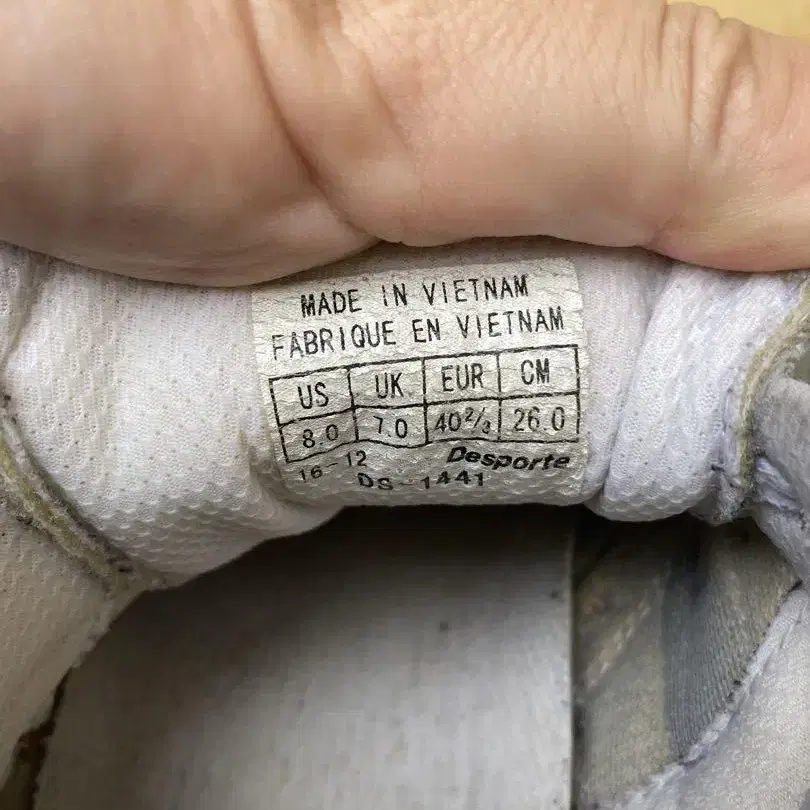 MADE IN VIETNAM
FABRIQUE EN VIETNAM
US UK EUR CM
8.0 7.0 40⅔ 26.0
16-12 Desporte
DS-1441